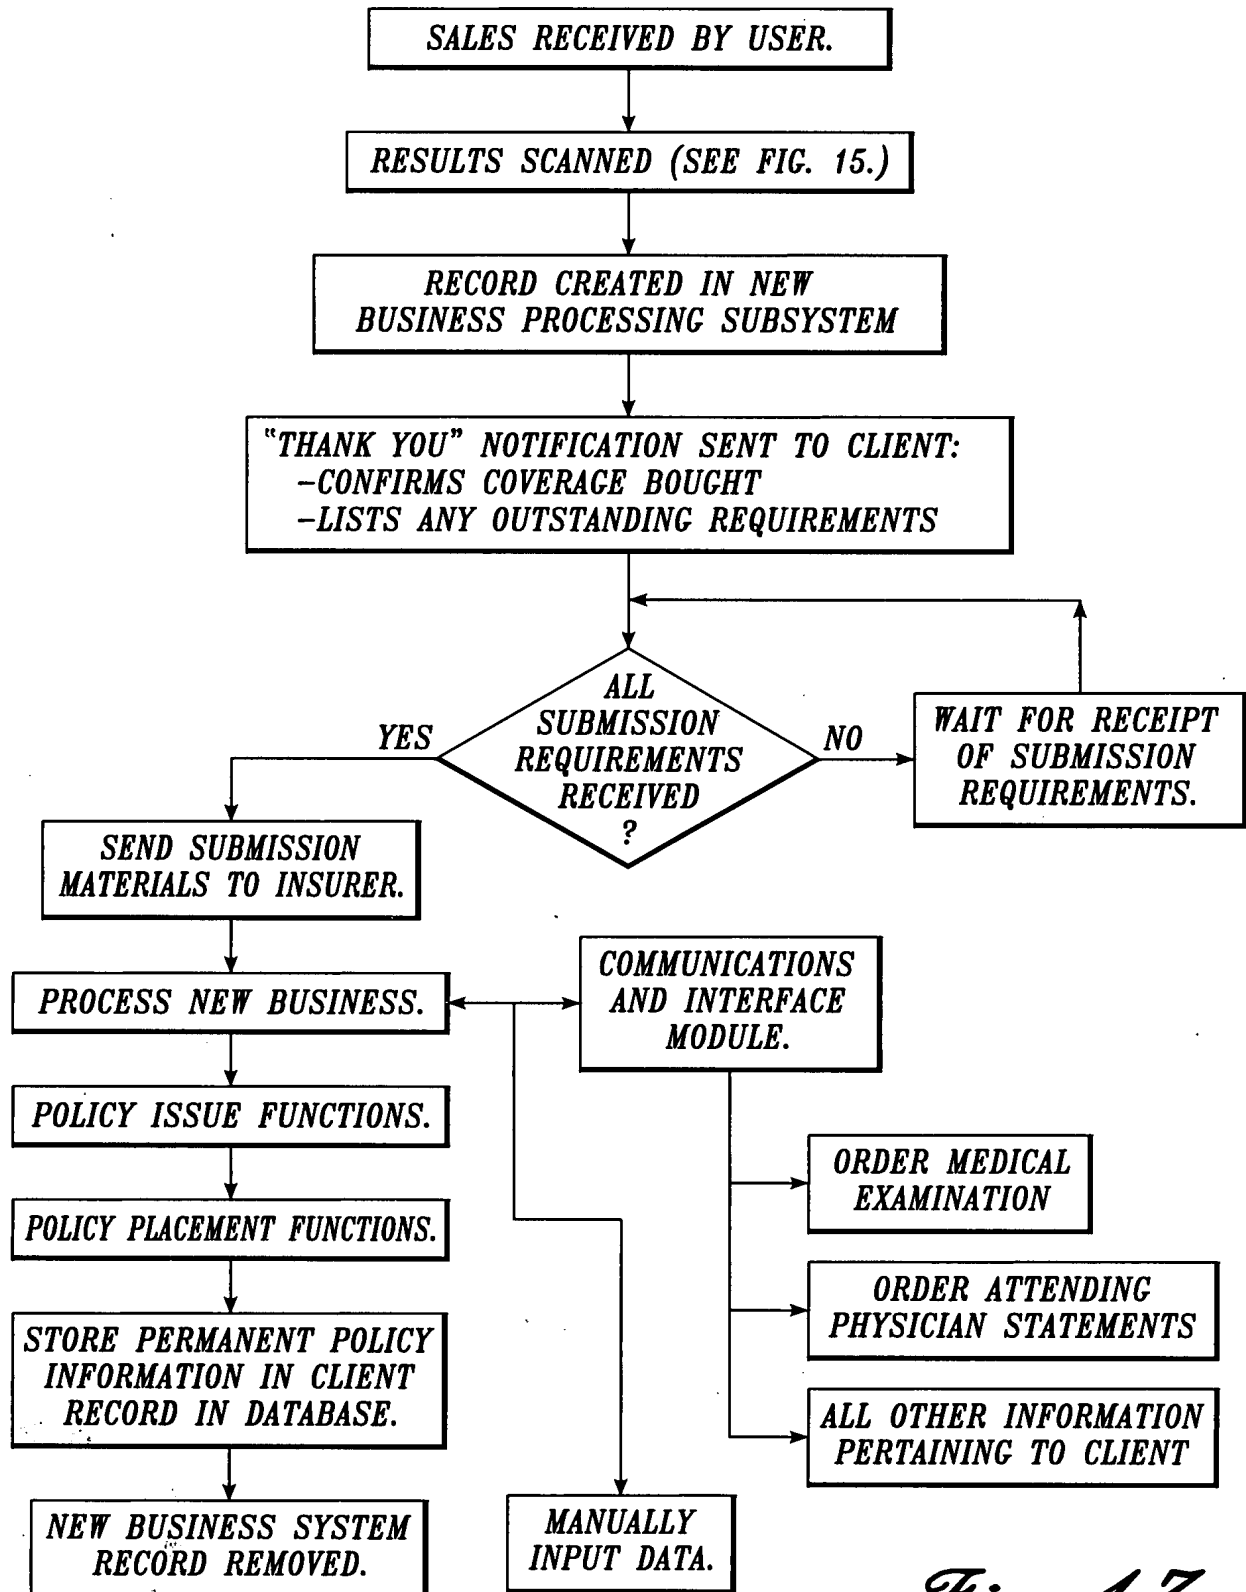 SALES RECEIVED BY USER.
RESULTS SCANNED (SEE FIG. 15.)
RECORD CREATED IN NEW
BUSINESS PROCESSING SUBSYSTEM
"THANK YOU" NOTIFICATION SENT TO CLIENT:
-CONFIRMS COVERAGE BOUGHT
-LISTS ANY OUTSTANDING REQUIREMENTS
ALL
SUBMISSION
REQUIREMENTS
RECEIVED
?
YES
NO
WAIT FOR RECEIPT
OF SUBMISSION
REQUIREMENTS.
SEND SUBMISSION
MATERIALS TO INSURER.
PROCESS NEW BUSINESS.
COMMUNICATIONS
AND INTERFACE
MODULE.
POLICY ISSUE FUNCTIONS.
ORDER MEDICAL
EXAMINATION
POLICY PLACEMENT FUNCTIONS.
ORDER ATTENDING
PHYSICIAN STATEMENTS
STORE PERMANENT POLICY
INFORMATION IN CLIENT
RECORD IN DATABASE.
ALL OTHER INFORMATION
PERTAINING TO CLIENT
NEW BUSINESS SYSTEM
RECORD REMOVED.
MANUALLY
INPUT DATA.